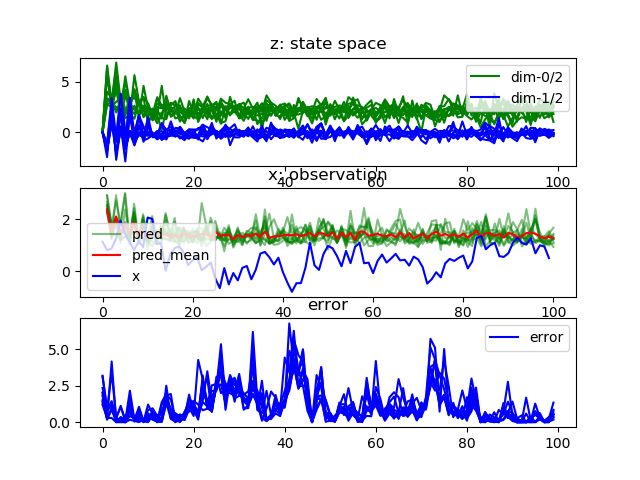 z: state space
5
0
dim-0/2
dim-1/2
0 20 40 60 80 100
x: observation
2
0
pred
pred_mean
x
0 20 40 60 80 100
error
5.0
2.5
0.0
error
0 20 40 60 80 100